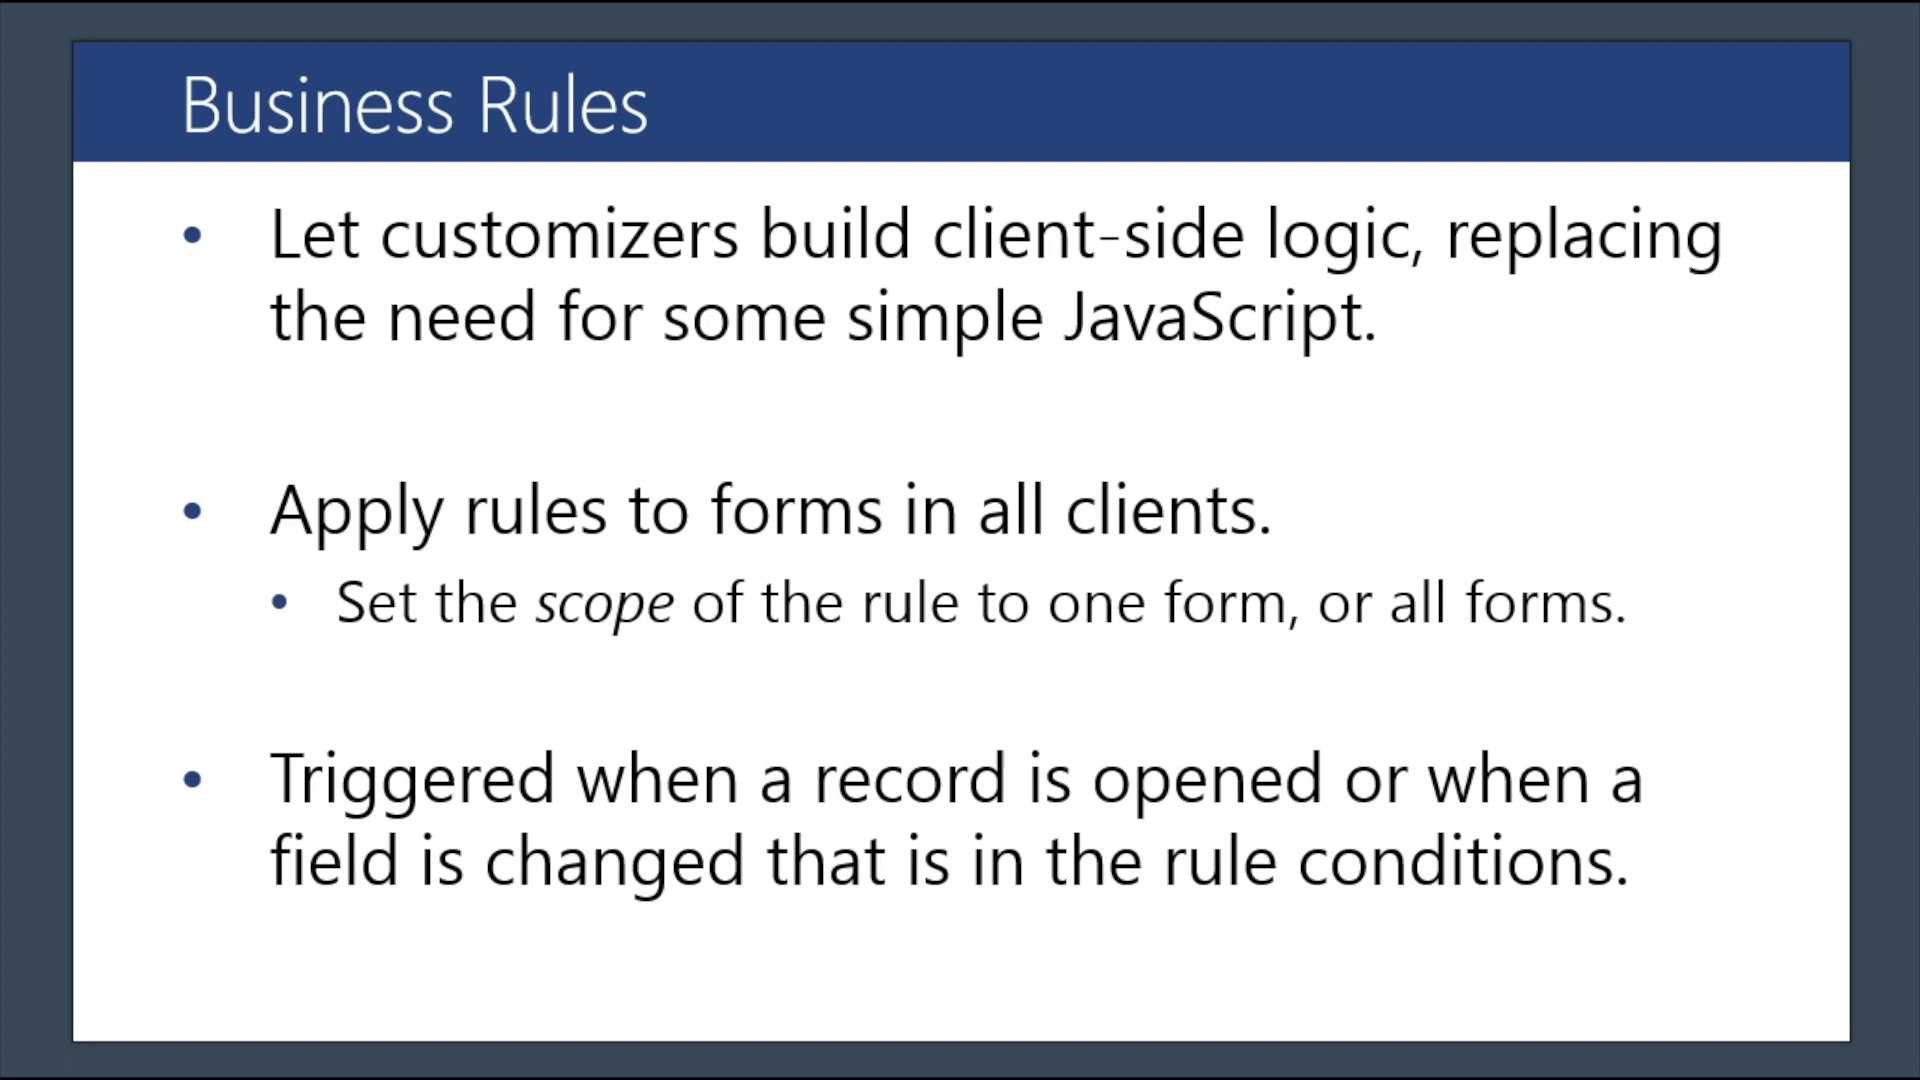 Business Rules
• Let customizers build client-side logic, replacing
the need for some simple JavaScript.
• Apply rules to forms in all clients.
• Set the scope of the rule to one form, or all forms.
• Triggered when a record is opened or when a
field is changed that is in the rule conditions.